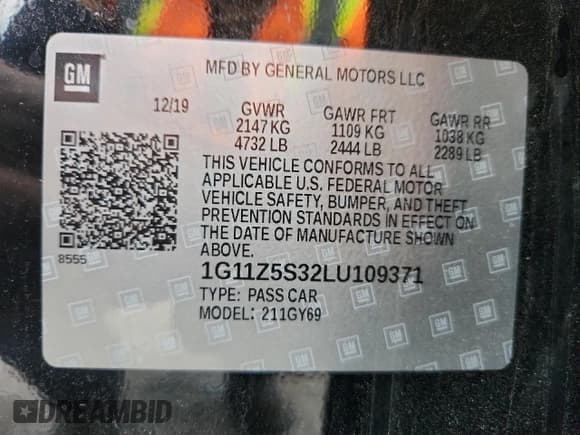 GM
MFD BY GENERAL MOTORS LLC
12/19 GVWR GAWR FRT GAWR RR
2147 KG 1109 KG 1038 KG
4732 LB 2444 LB 2289 LB
THIS VEHICLE CONFORMS TO ALL
APPLICABLE U.S. FEDERAL MOTOR
VEHICLE SAFETY, BUMPER, AND THEFT
PREVENTION STANDARDS IN EFFECT ON
THE DATE OF MANUFACTURE SHOWN
ABOVE.
8555
1G11Z5S32LU109371
TYPE: PASS CAR
MODEL: 211GY69
DREAMBID